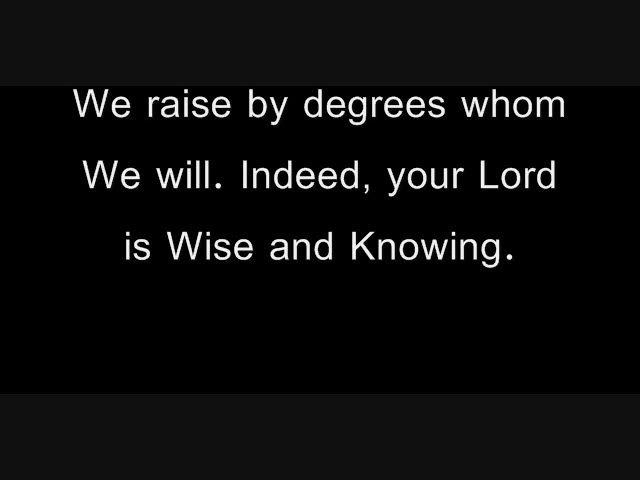 We raise by degrees whom
We will. Indeed, your Lord
is Wise and Knowing.